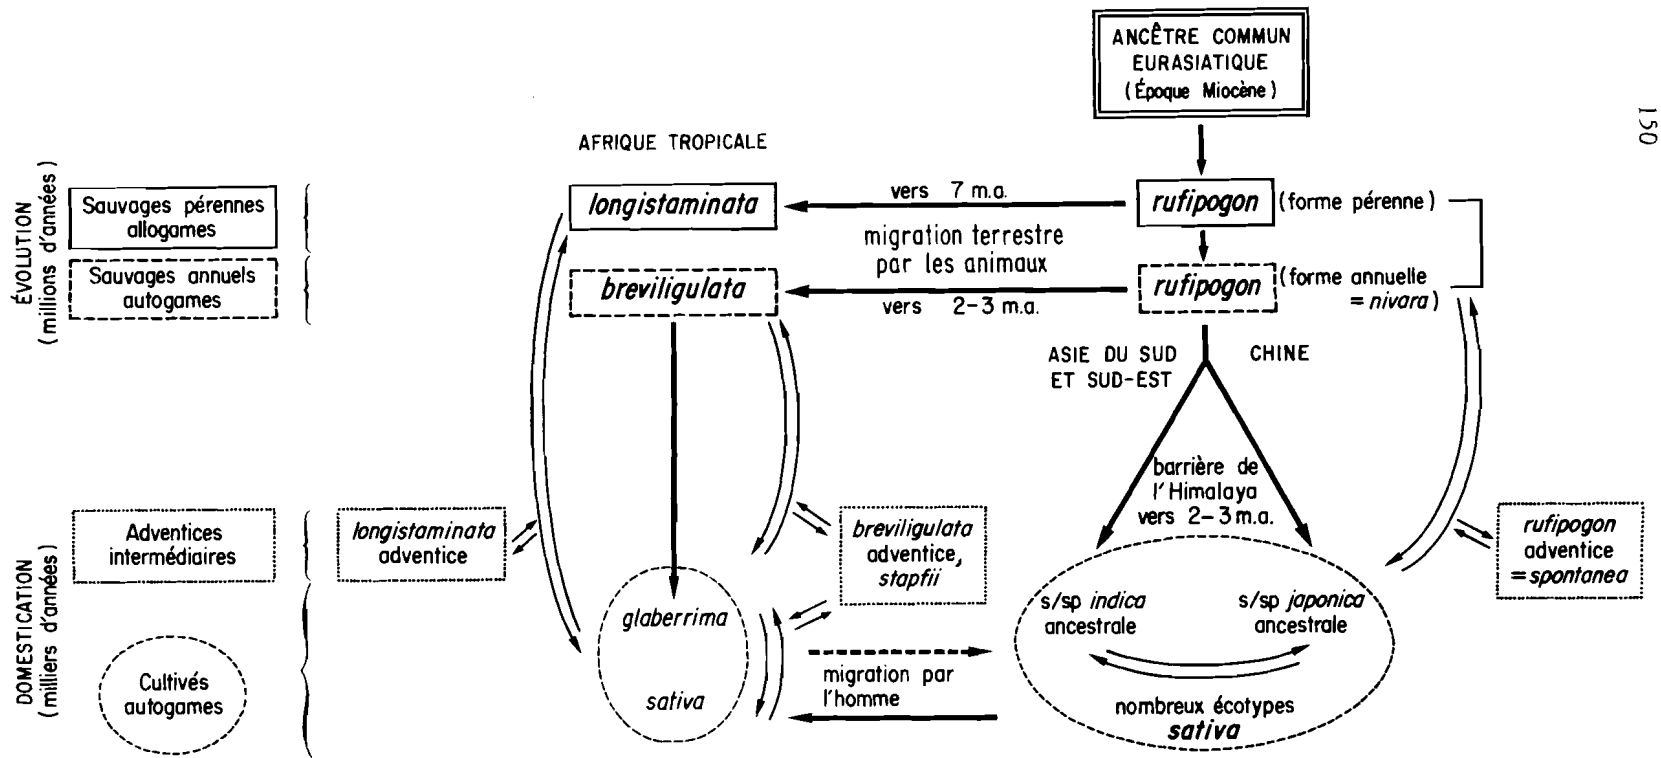 150
ANCÊTRE COMMUN
EURASIATIQUE
(Époque Miocène)
AFRIQUE TROPICALE
ÉVOLUTION
(millions d'années)
Sauvages pérennes
allogames
longistaminata
vers 7 m.a.
rufipogon
(forme pérenne)
migration terrestre
par les animaux
Sauvages annuels
autogames
breviligulata
vers 2-3 m.a.
rufipogon
(forme annuelle
= nivara)
ASIE DU SUD
ET SUD-EST
CHINE
barrière de
l'Himalaya
vers 2-3 m.a.
DOMESTICATION
(milliers d'années)
Adventices
intermédiaires
longistaminata
adventice
breviligulata
adventice,
stapfii
rufipogon
adventice
= spontanea
glaberrima
sativa
s/sp indica
ancestrale
s/sp japonica
ancestrale
migration par
l'homme
nombreux écotypes
sativa
Cultivés
autogames